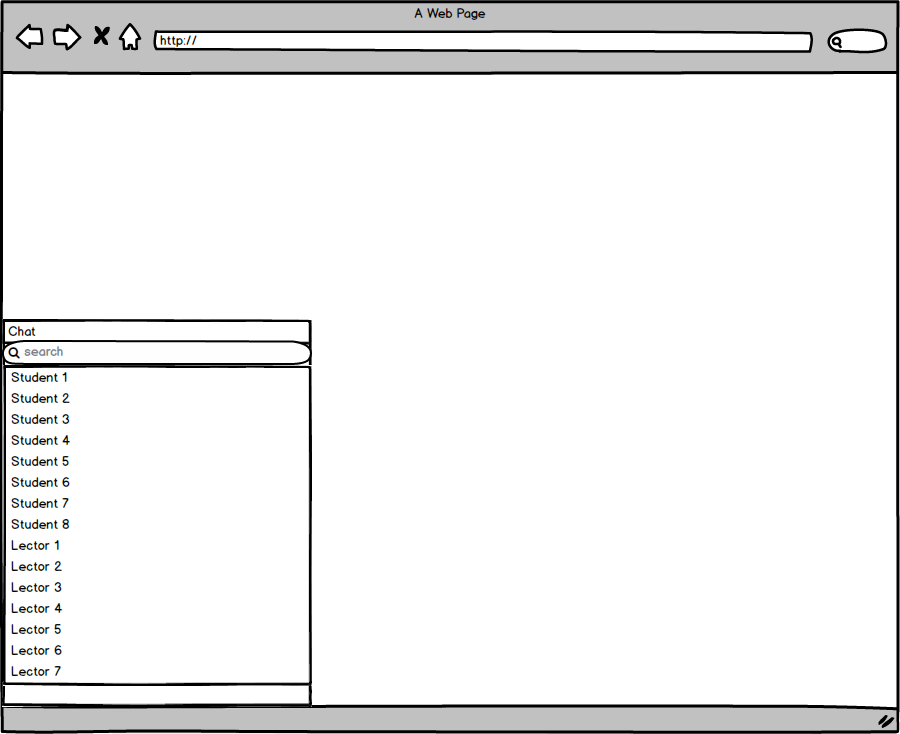 A Web Page
http://
Chat
search
Student 1
Student 2
Student 3
Student 4
Student 5
Student 6
Student 7
Student 8
Lector 1
Lector 2
Lector 3
Lector 4
Lector 5
Lector 6
Lector 7